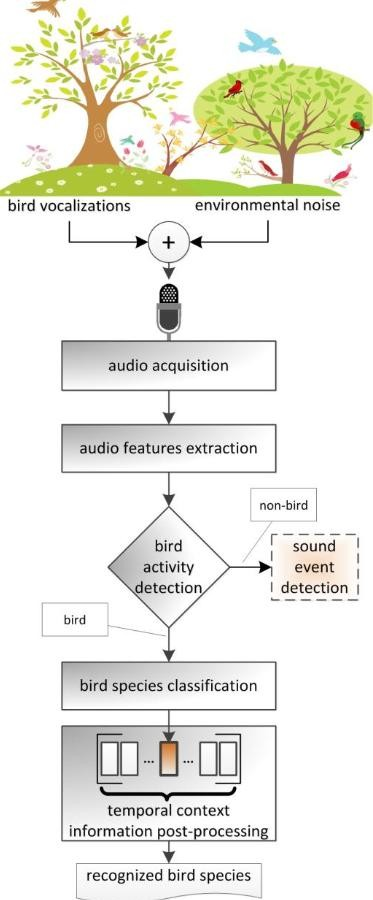 bird vocalizations
environmental noise
+
audio acquisition
audio features extraction
non-bird
bird
activity
detection
sound
event
detection
bird
bird species classification
... ...
temporal context
information post-processing
recognized bird species